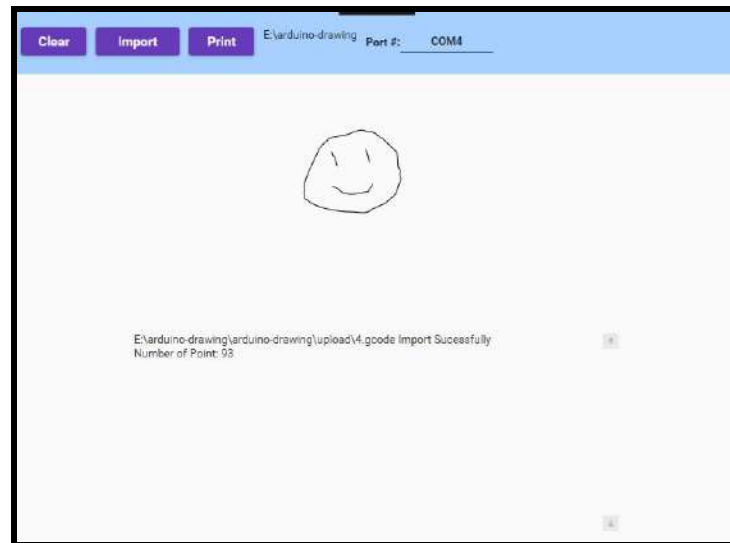 Clear Import Print E:\arduino-drawing Port #: COM4
E:\arduino-drawing\arduino-drawing\upload\4.gcode Import Sucessfully
Number of Point: 93